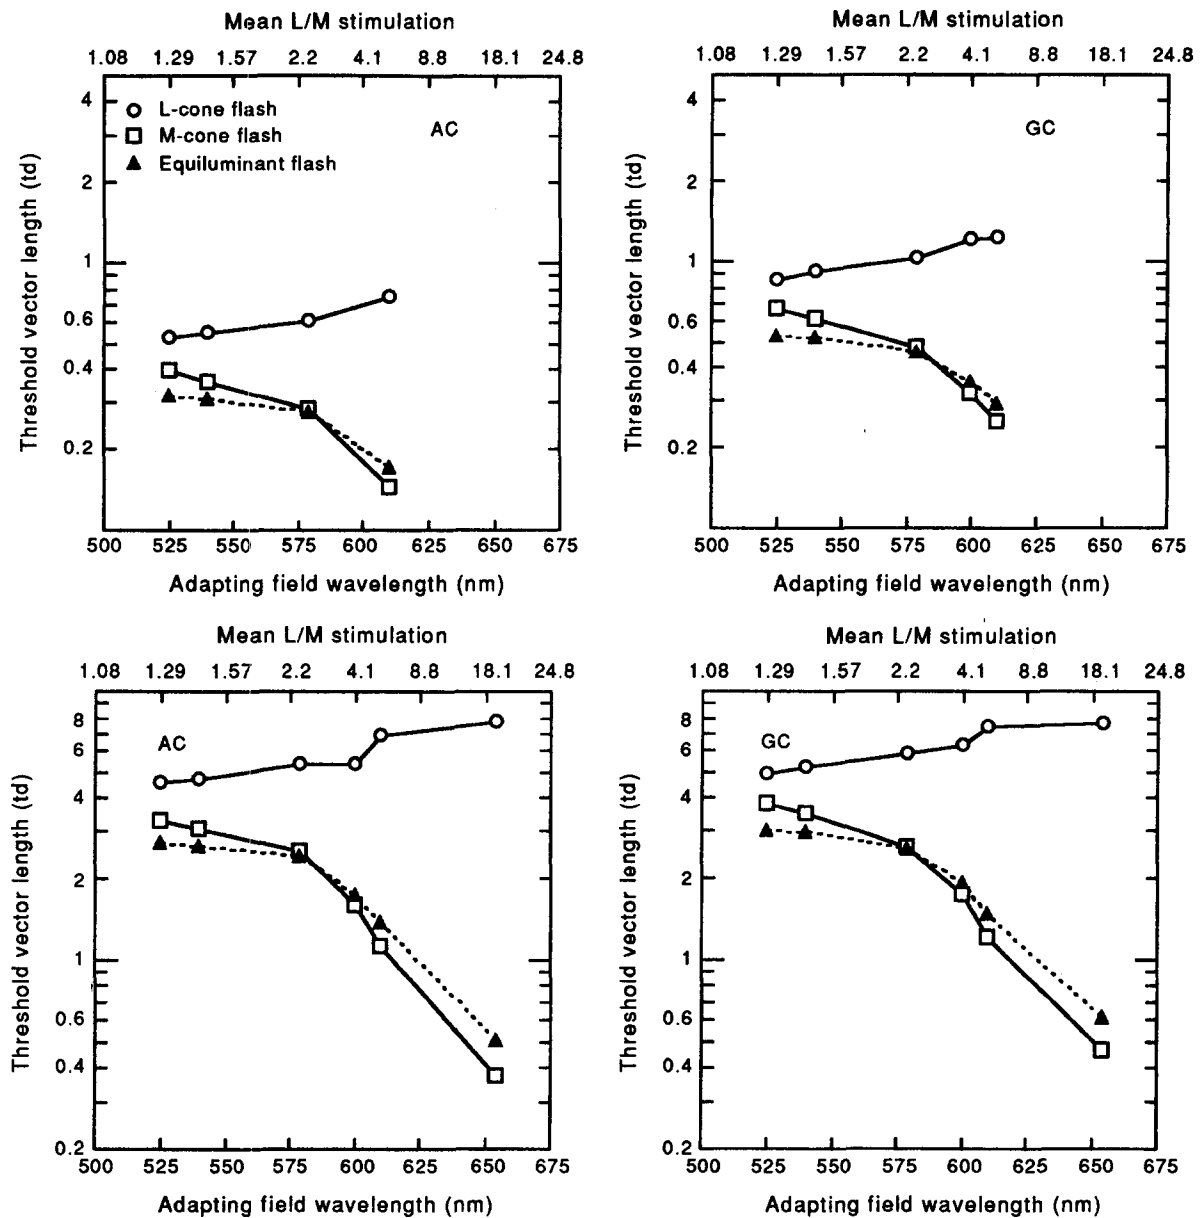 Mean L/M stimulation
1.08 1.29 1.57 2.2 4.1 8.8 18.1 24.8
4
2
1
0.6
0.4
0.2
Threshold vector length (td)
L-cone flash
M-cone flash
Equiluminant flash
AC
500 525 550 575 600 625 650 675
Adapting field wavelength (nm)
Mean L/M stimulation
1.08 1.29 1.57 2.2 4.1 8.8 18.1 24.8
4
2
1
0.6
0.4
0.2
Threshold vector length (td)
GC
500 525 550 575 600 625 650 675
Adapting field wavelength (nm)
Mean L/M stimulation
1.08 1.29 1.57 2.2 4.1 8.8 18.1 24.8
8
6
4
2
1
0.6
0.4
0.2
Threshold vector length (td)
AC
500 525 550 575 600 625 650 675
Adapting field wavelength (nm)
Mean L/M stimulation
1.08 1.29 1.57 2.2 4.1 8.8 18.1 24.8
8
6
4
2
1
0.6
0.4
0.2
Threshold vector length (td)
GC
500 525 550 575 600 625 650 675
Adapting field wavelength (nm)